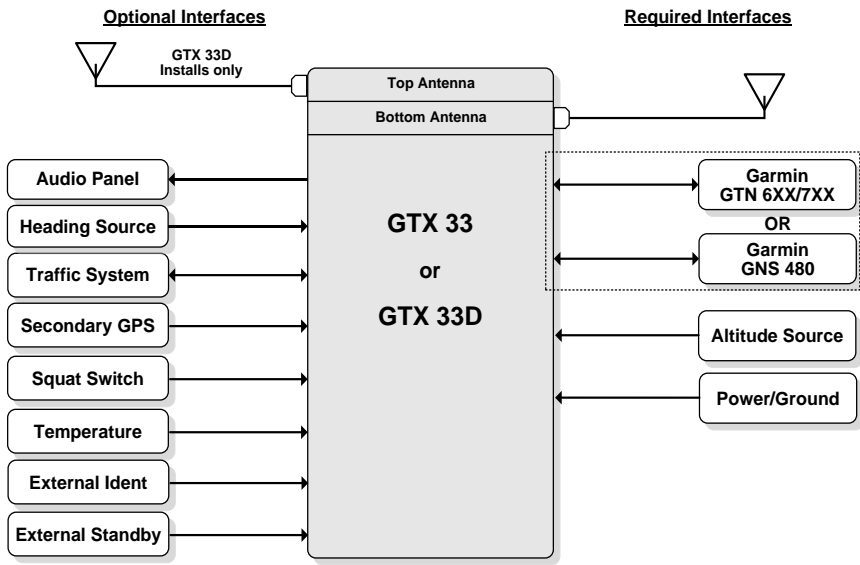 Optional Interfaces
Required Interfaces
GTX 33D
Installs only
Top Antenna
Bottom Antenna
Audio Panel
Heading Source
Traffic System
Secondary GPS
Squat Switch
Temperature
External Ident
External Standby
GTX 33
or
GTX 33D
Garmin
GTN 6XX/7XX
OR
Garmin
GNS 480
Altitude Source
Power/Ground